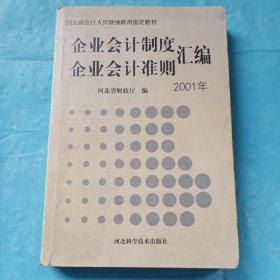 河北省会计人员继续教育指定教材
企业会计制度
企业会计准则
汇编
2001年
河北省财政厅 编
河北科学技术出版社